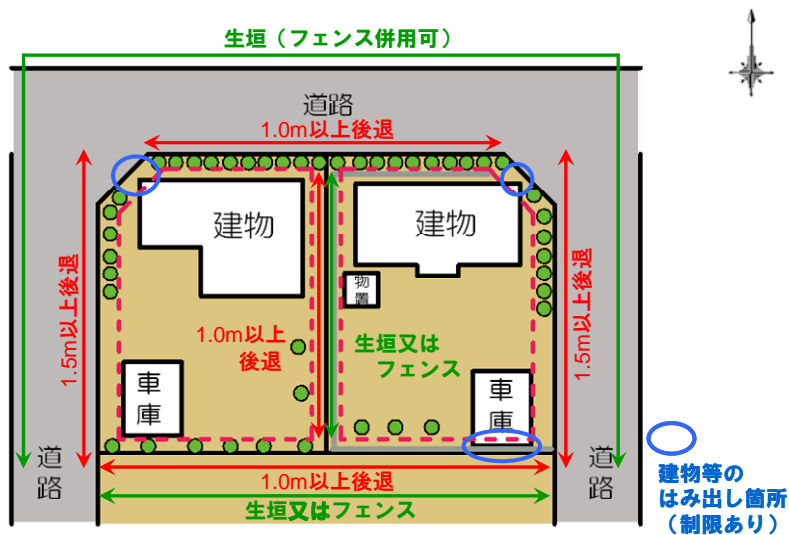 生垣（フェンス併用可）
道路
1.0m以上後退
建物
建物
物
置
1.5m以上後退
1.0m以上
後退
生垣又は
フェンス
1.5m以上後退
車
庫
車
庫
道
路
道
路
1.0m以上後退
生垣又はフェンス
建物等の
はみ出し箇所
（制限あり）